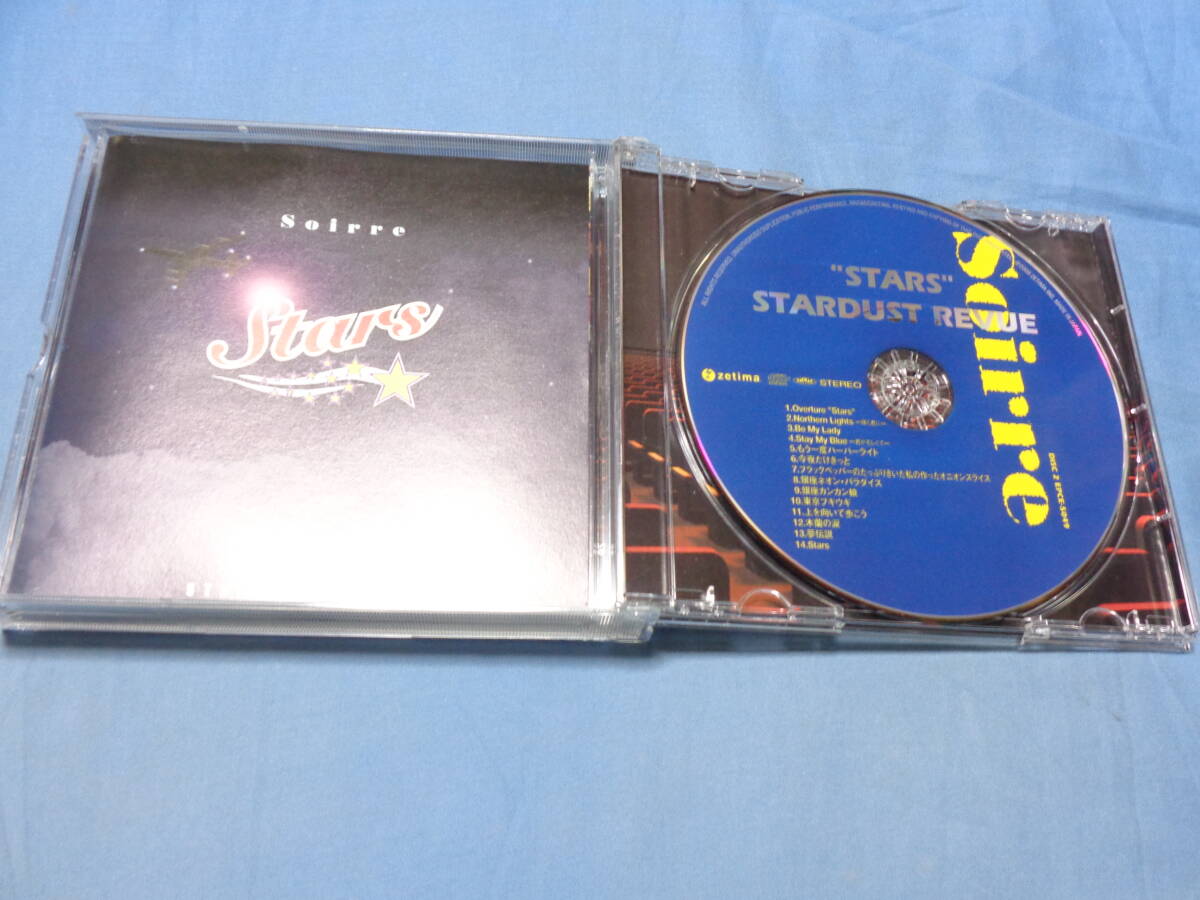 Soirre
Stars
"STARS"
STARDUST REVUE
Soirre
zetima
STEREO
DISC 2 EPCE-5049
1.Overture "Stars"
2.Northern Lights
3.Be My Lady
4.Stay My Blue
5.もう一度ハーバーライト
6.今夜だけきっと
7.ブラックペッパーのたっぷりきいた私の作ったオニオンスライス
8.銀座ネオン・パラダイス
9.銀座カンカン娘
10.東京ブギウギ
11.上を向いて歩こう
12.木蘭の涙
13.夢伝説
14.Stars